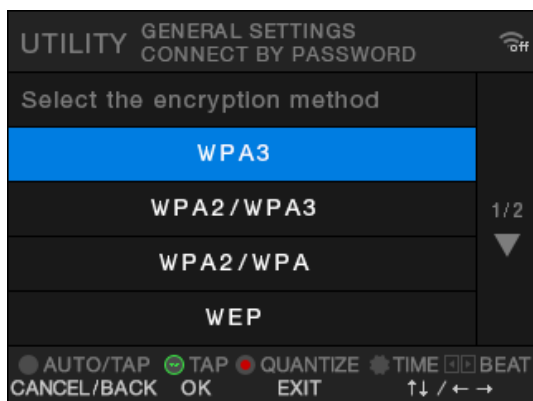 UTILITY GENERAL SETTINGS
CONNECT BY PASSWORD
off
Select the encryption method
WPA3
WPA2/WPA3
1/2
WPA2/WPA
WEP
AUTO/TAP TAP QUANTIZE TIME BEAT
CANCEL/BACK OK EXIT ↑↓/←→